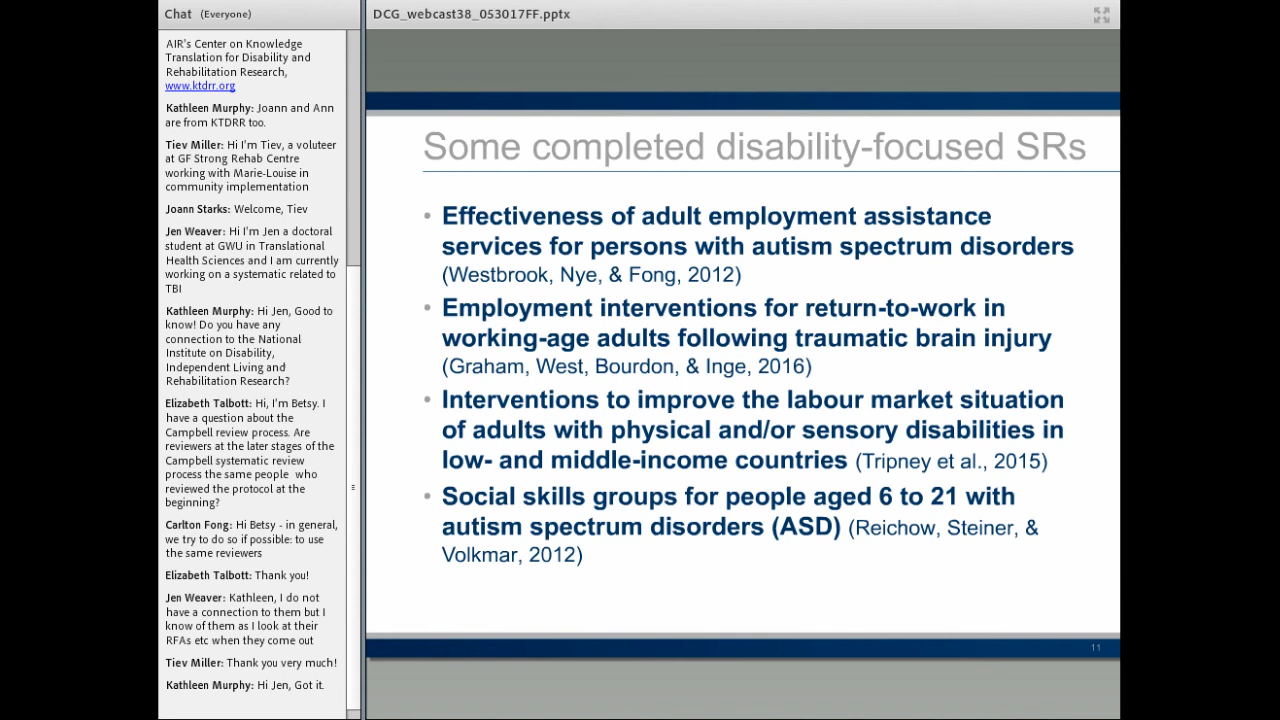 Chat (Everyone)
AIR's Center on Knowledge
Translation for Disability and
Rehabilitation Research,
www.ktdrr.org
Kathleen Murphy: Joann and Ann
are from KTDRR too.
Tiev Miller: Hi I'm Tiev, a voluteer
at GF Strong Rehab Centre
working with Marie-Louise in
community implementation
Joann Starks: Welcome, Tiev
Jen Weaver: Hi I'm Jen a doctoral
student at GWU in Translational
Health Sciences and I am currently
working on a systematic related to
TBI
Kathleen Murphy: Hi Jen, Good to
know! Do you have any
connection to the National
Institute on Disability,
Independent Living and
Rehabilitation Research?
Elizabeth Talbott: Hi, I'm Betsy. I
have a question about the
Campbell review process. Are
reviewers at the later stages of the
Campbell systematic review
process the same people who
reviewed the protocol at the
beginning?
Carlton Fong: Hi Betsy - in general,
we try to do so if possible: to use
the same reviewers
Elizabeth Talbott: Thank you!
Jen Weaver: Kathleen, I do not
have a connection to them but I
know of them as I look at their
RFAs etc when they come out
Tiev Miller: Thank you very much!
Kathleen Murphy: Hi Jen, Got it.
DCG_webcast38_053017FF.pptx
Some completed disability-focused SRs
• Effectiveness of adult employment assistance
services for persons with autism spectrum disorders
(Westbrook, Nye, & Fong, 2012)
• Employment interventions for return-to-work in
working-age adults following traumatic brain injury
(Graham, West, Bourdon, & Inge, 2016)
• Interventions to improve the labour market situation
of adults with physical and/or sensory disabilities in
low- and middle-income countries (Tripney et al., 2015)
• Social skills groups for people aged 6 to 21 with
autism spectrum disorders (ASD) (Reichow, Steiner, &
Volkmar, 2012)
11